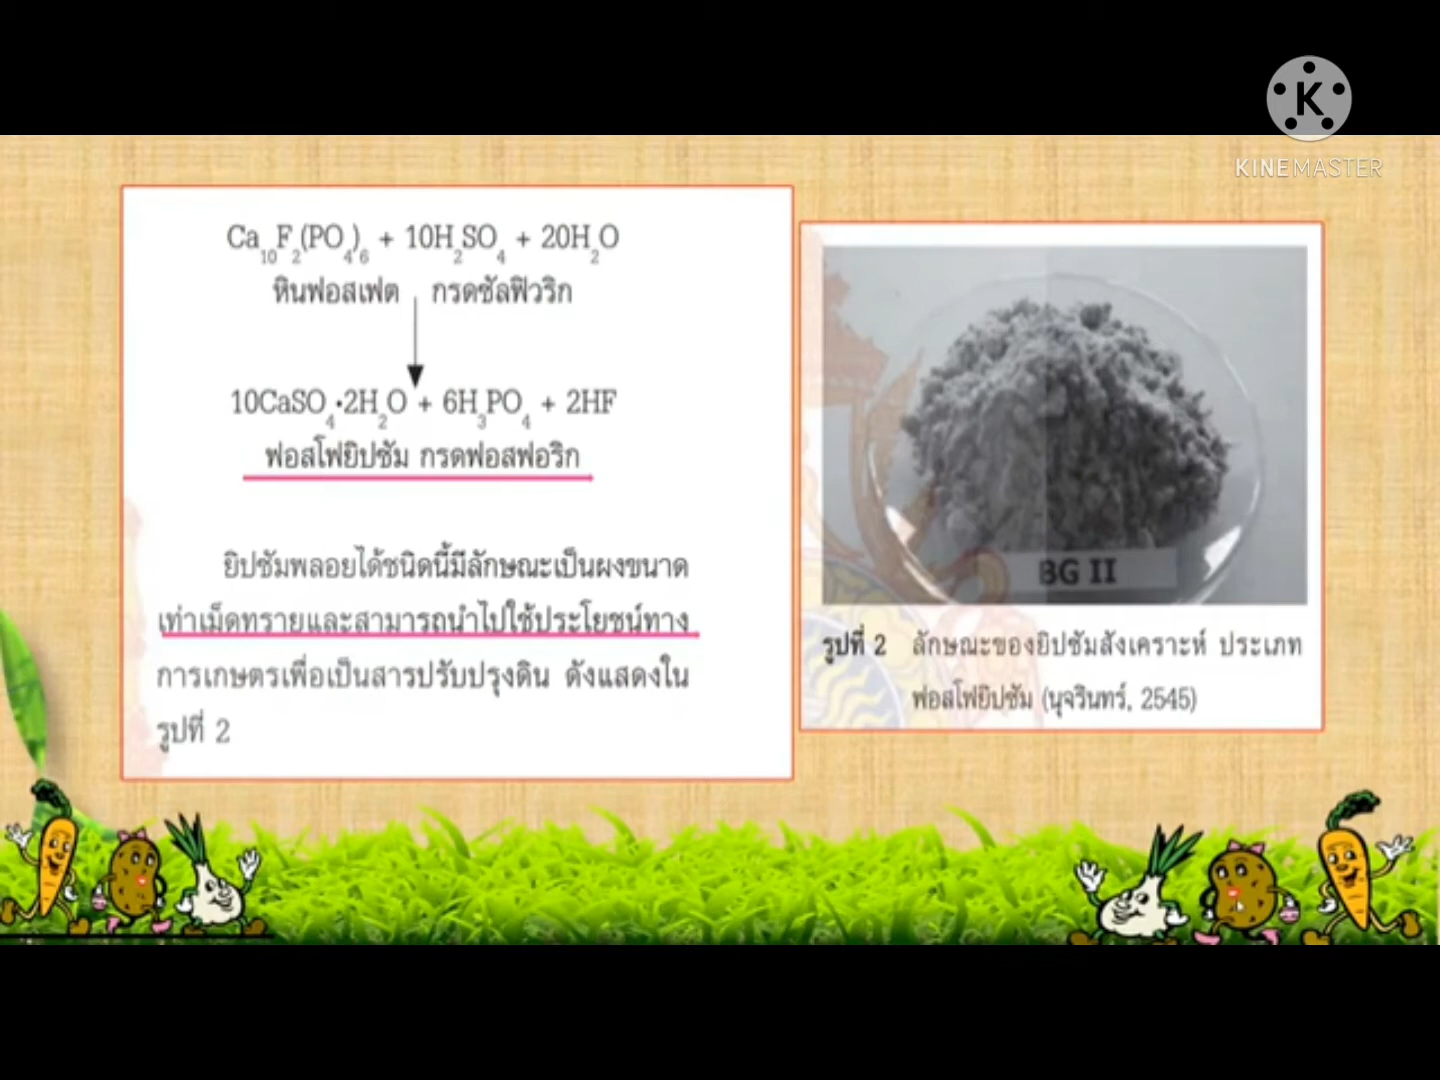 KINEMASTER
Ca₁₀F₂(PO₄)₆ + 10H₂SO₄ + 20H₂O
หินฟอสเฟต กรดซัลฟิวริก
10CaSO₄·2H₂O + 6H₃PO₄ + 2HF
ฟอสโฟยิปซัม กรดฟอสฟอริก
ยิปซัมพลอยได้ชนิดนี้มีลักษณะเป็นผงขนาด
เท่าเม็ดทรายและสามารถนำไปใช้ประโยชน์ทาง
การเกษตรเพื่อเป็นสารปรับปรุงดิน ดังแสดงใน
รูปที่ 2
BG II
รูปที่ 2 ลักษณะของยิปซัมสังเคราะห์ ประเภท
ฟอสโฟยิปซัม (นุจรินทร์, 2545)